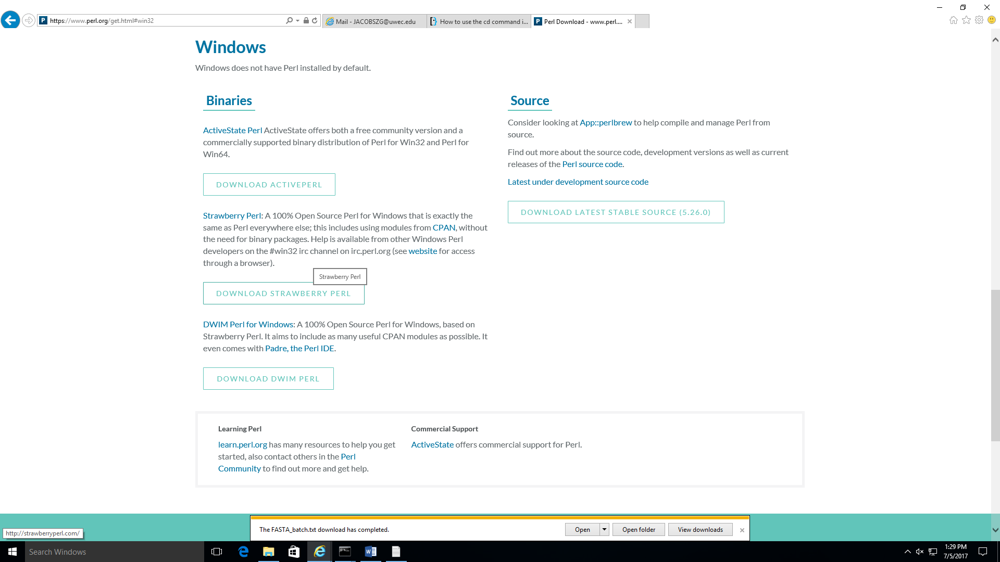 https://www.perl.org/get.html#win32
Mail - JACOBSZG@uwec.edu
How to use the cd command i...
Perl Download - www.perl....
Windows
Windows does not have Perl installed by default.
Binaries
ActiveState Perl ActiveState offers both a free community version and a
commercially supported binary distribution of Perl for Win32 and Perl for
Win64.
DOWNLOAD ACTIVEPERL
Strawberry Perl: A 100% Open Source Perl for Windows that is exactly the
same as Perl everywhere else; this includes using modules from CPAN, without
the need for binary packages. Help is available from other Windows Perl
developers on the #win32 irc channel on irc.perl.org (see website for access
through a browser).
Strawberry Perl
DOWNLOAD STRAWBERRY PERL
DWIM Perl for Windows: A 100% Open Source Perl for Windows, based on
Strawberry Perl. It aims to include as many useful CPAN modules as possible. It
even comes with Padre, the Perl IDE.
DOWNLOAD DWIM PERL
Source
Consider looking at App::perlbrew to help compile and manage Perl from
source.
Find out more about the source code, development versions as well as current
releases of the Perl source code.
Latest under development source code
DOWNLOAD LATEST STABLE SOURCE (5.26.0)
Learning Perl
learn.perl.org has many resources to help you get
started, also contact others in the Perl
Community to find out more and get help.
Commercial Support
ActiveState offers commercial support for Perl.
http://strawberryperl.com/
The FASTA_batch.txt download has completed.
Open
Open folder
View downloads
Search Windows
1:29 PM
7/5/2017